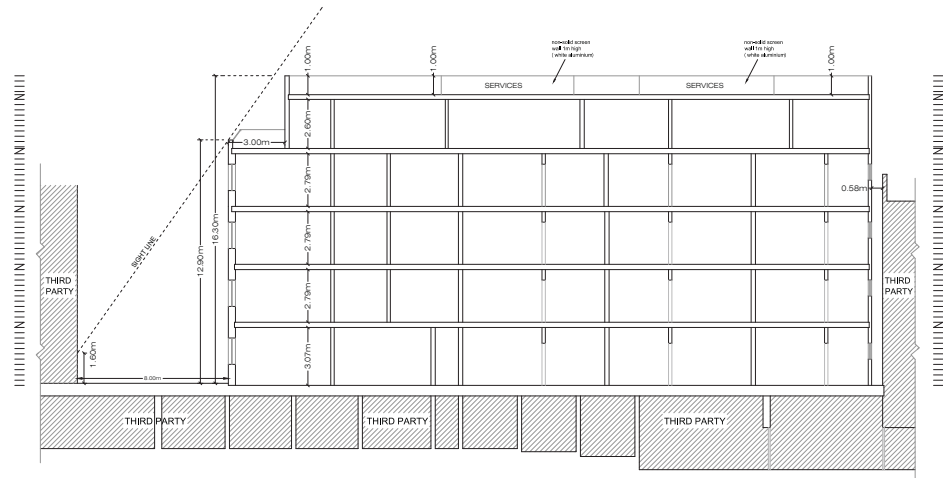 non-solid screen
wall 1m high
( white aluminium)
non-solid screen
wall 1m high
( white aluminium)
1.00m
1.00m
1.00m
SERVICES
SERVICES
2.60m
3.00m
2.79m
0.58m
16.30m
12.90m
SIGHT LINE
2.79m
THIRD
PARTY
THIRD
PARTY
2.79m
1.60m
3.07m
8.00m
THIRD PARTY
THIRD PARTY
THIRD PARTY